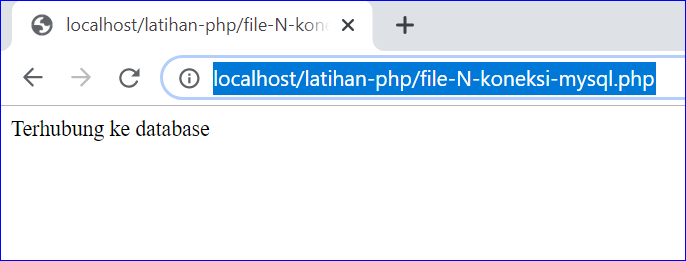 localhost/latihan-php/file-N-kon
localhost/latihan-php/file-N-koneksi-mysql.php
Terhubung ke database